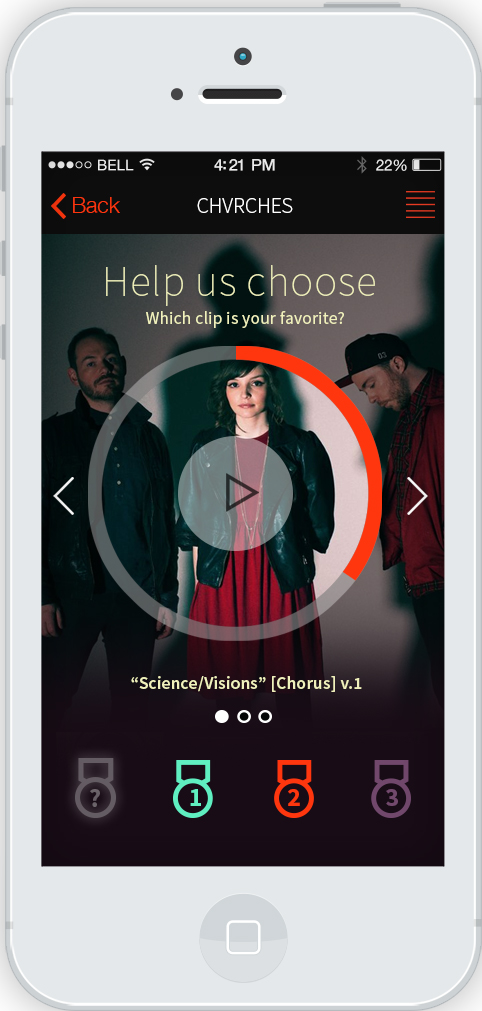 BELL 4:21 PM 22%
Back CHVRCHES
Help us choose
Which clip is your favorite?
03
“Science/Visions” [Chorus] v.1
? 1 2 3